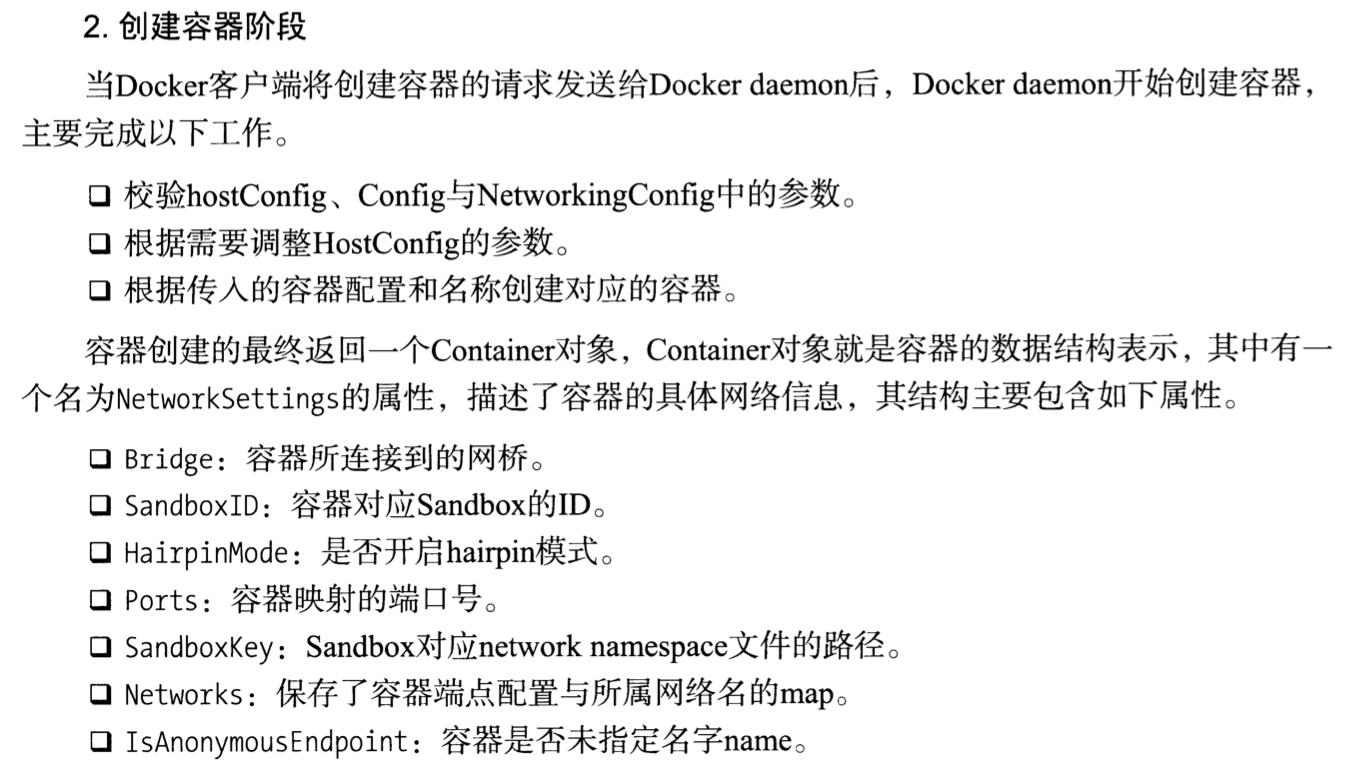 2. 创建容器阶段
当Docker客户端将创建容器的请求发送给Docker daemon后，Docker daemon开始创建容器，
主要完成以下工作。
❑ 校验hostConfig、Config与NetworkingConfig中的参数。
❑ 根据需要调整HostConfig的参数。
❑ 根据传入的容器配置和名称创建对应的容器。
容器创建的最终返回一个Container对象，Container对象就是容器的数据结构表示，其中有一
个名为NetworkSettings的属性，描述了容器的具体网络信息，其结构主要包含如下属性。
❑ Bridge：容器所连接到的网桥。
❑ SandboxID：容器对应Sandbox的ID。
❑ HairpinMode：是否开启hairpin模式。
❑ Ports：容器映射的端口号。
❑ SandboxKey：Sandbox对应network namespace文件的路径。
❑ Networks：保存了容器端点配置与所属网络名的map。
❑ IsAnonymousEndpoint：容器是否未指定名字name。